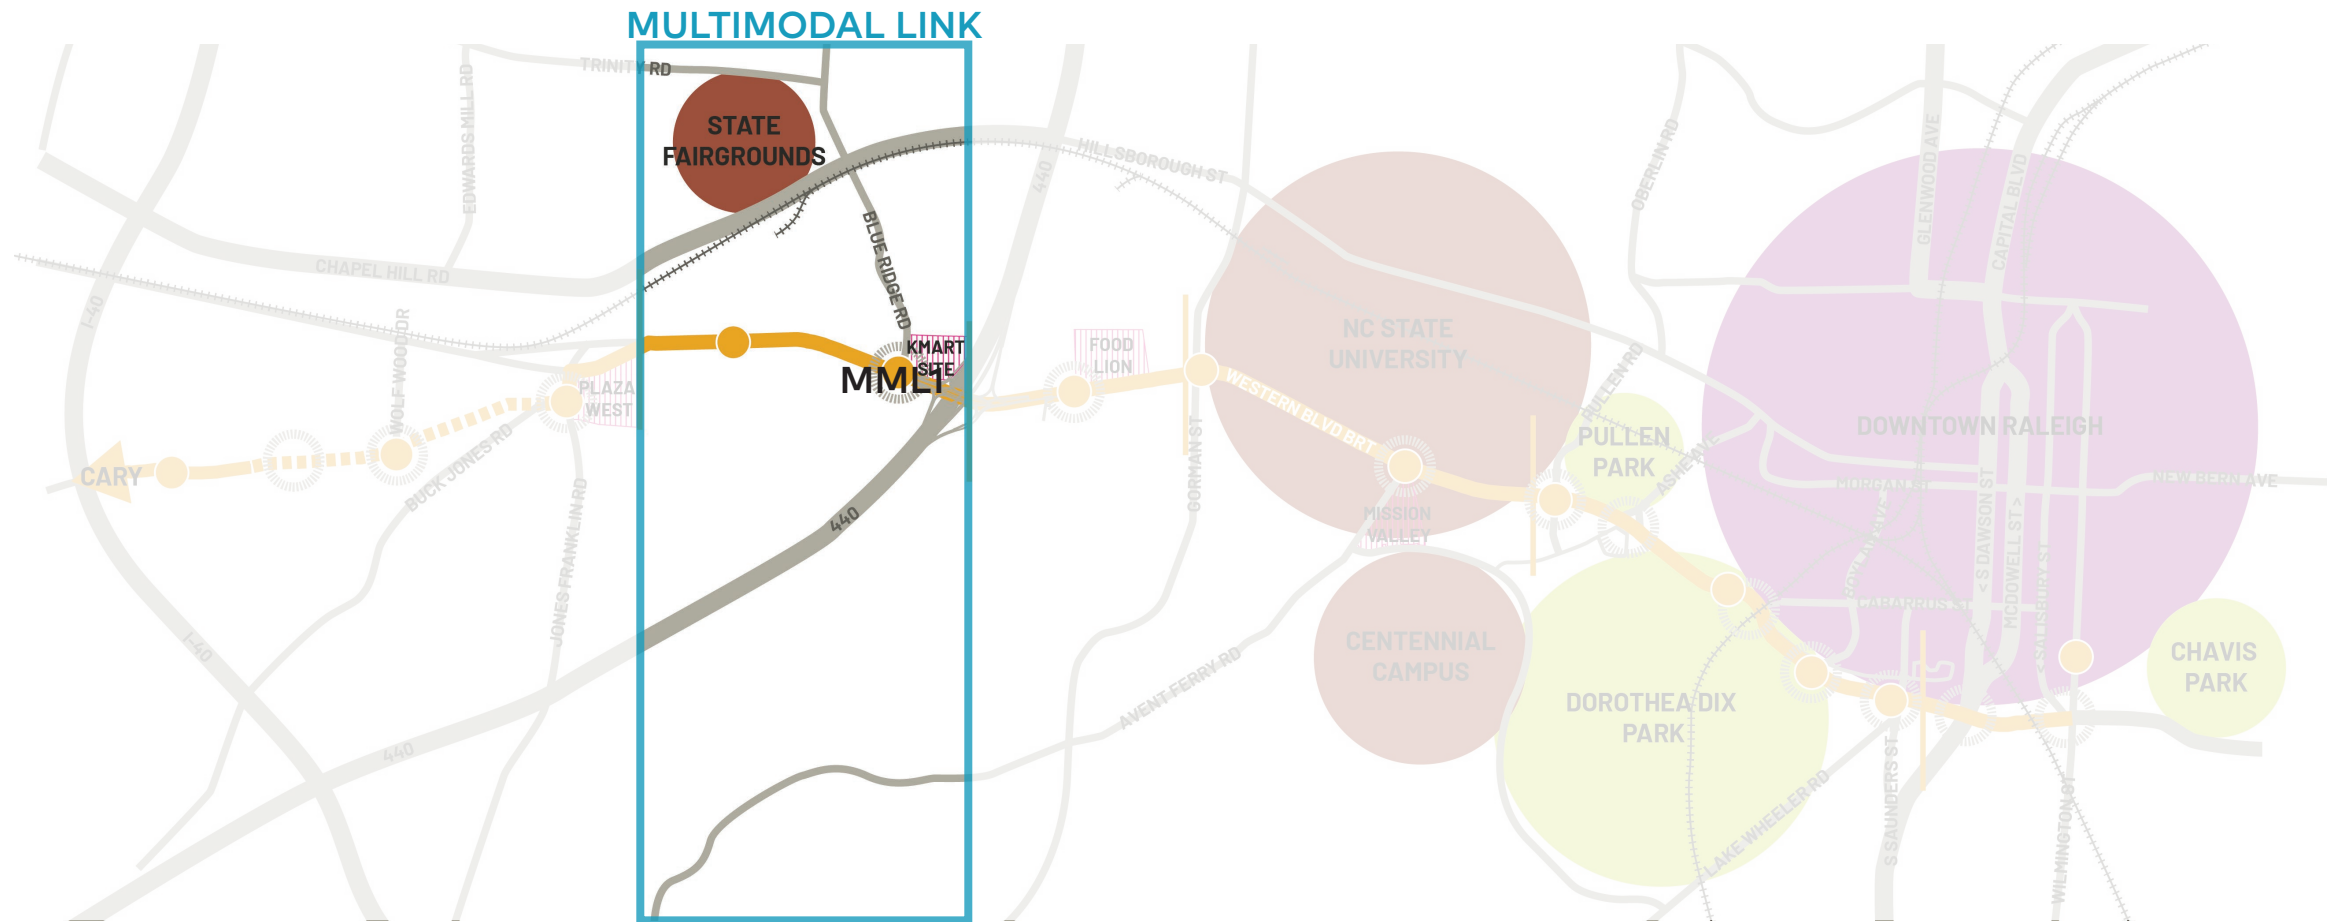 MULTIMODAL LINK
TRINITY RD
EDWARDS MILL RD
STATE
FAIRGROUNDS
HILLSBOROUGH ST
440
OBERLIN RD
GLENWOOD AVE
CAPITAL BLVD
CHAPEL HILL RD
I-40
BLUE RIDGE RD
WOLFWOOD DR
KMART
SITE
MML1
FOOD
LION
NC STATE
UNIVERSITY
PLAZA
WEST
WESTERN BLVD BRT
PULLEN RD
PULLEN
PARK
ASHE AVE
DOWNTOWN RALEIGH
CARY
BUCK JONES RD
GORMAN ST
MORGAN ST
NEW BERN AVE
MISSION
VALLEY
440
JONES FRANKLIN RD
< S DAWSON ST
MCDOWELL ST >
< SALISBURY ST
BOYLAN AVE
CABARRUS ST
I-40
CENTENNIAL
CAMPUS
CHAVIS
PARK
AVENT FERRY RD
DOROTHEA DIX
PARK
440
LAKE WHEELER RD
S SAUNDERS ST
WILMINGTON ST